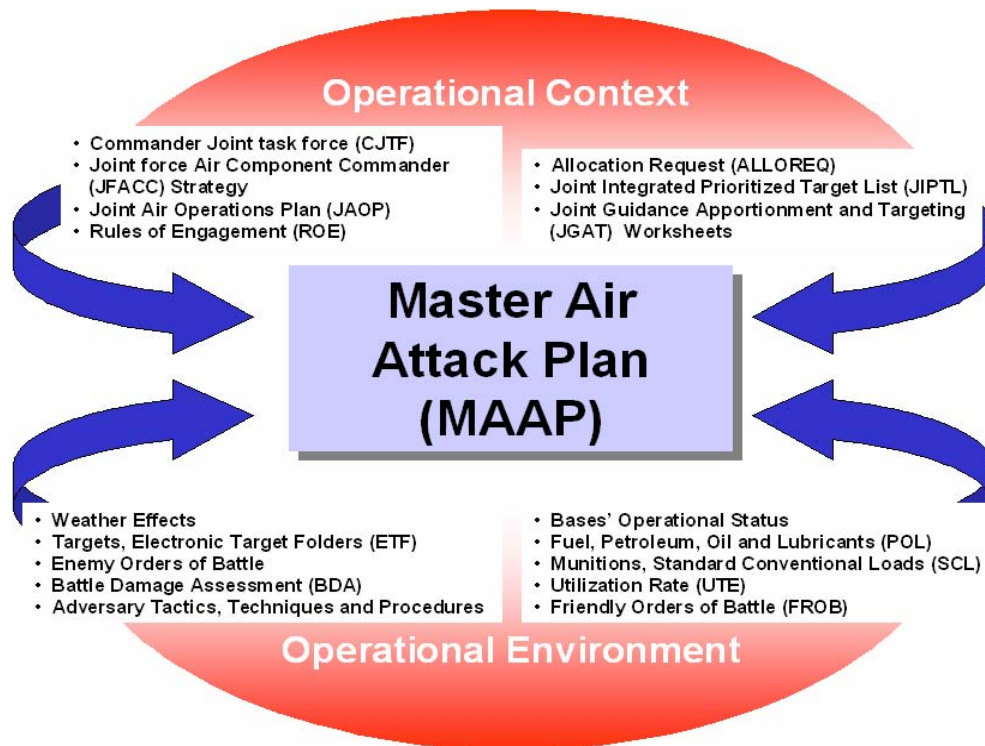 Operational Context
• Commander Joint task force (CJTF)
• Joint force Air Component Commander
(JFACC) Strategy
• Joint Air Operations Plan (JAOP)
• Rules of Engagement (ROE)
• Allocation Request (ALLOREQ)
• Joint Integrated Prioritized Target List (JIPTL)
• Joint Guidance Apportionment and Targeting
(JGAT) Worksheets
Master Air
Attack Plan
(MAAP)
• Weather Effects
• Targets, Electronic Target Folders (ETF)
• Enemy Orders of Battle
• Battle Damage Assessment (BDA)
• Adversary Tactics, Techniques and Procedures
• Bases' Operational Status
• Fuel, Petroleum, Oil and Lubricants (POL)
• Munitions, Standard Conventional Loads (SCL)
• Utilization Rate (UTE)
• Friendly Orders of Battle (FROB)
Operational Environment